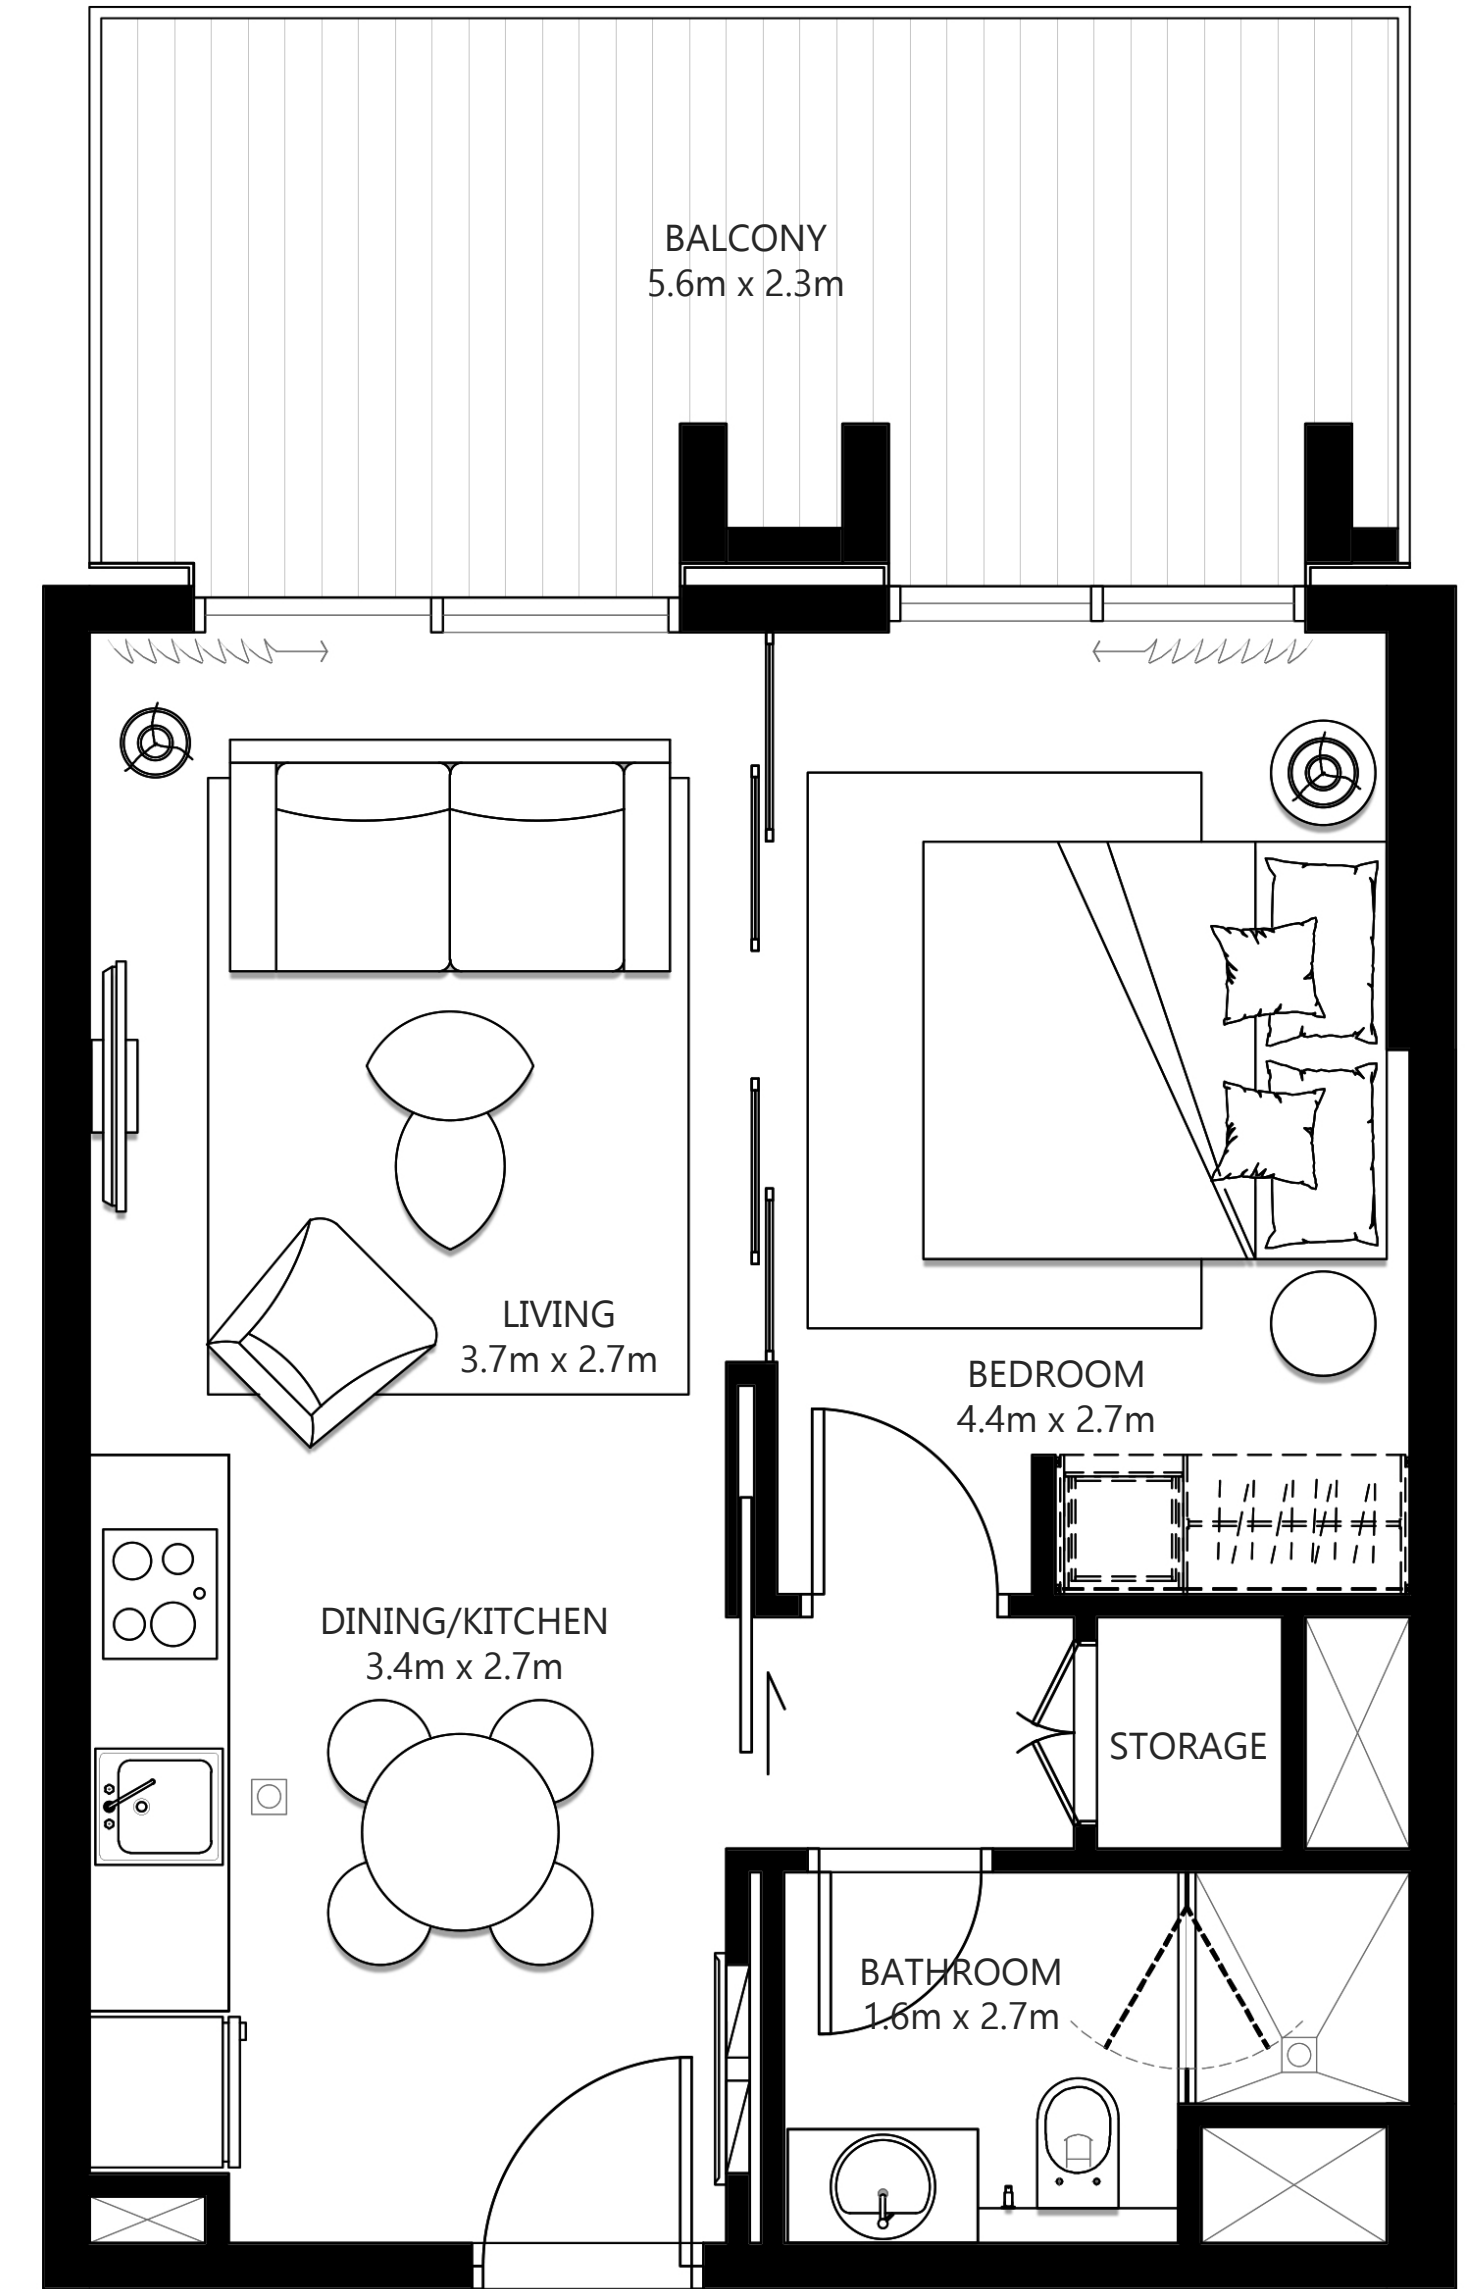 BALCONY
5.6m x 2.3m
LIVING
3.7m x 2.7m
BEDROOM
4.4m x 2.7m
DINING/KITCHEN
3.4m x 2.7m
STORAGE
BATHROOM
1.6m x 2.7m